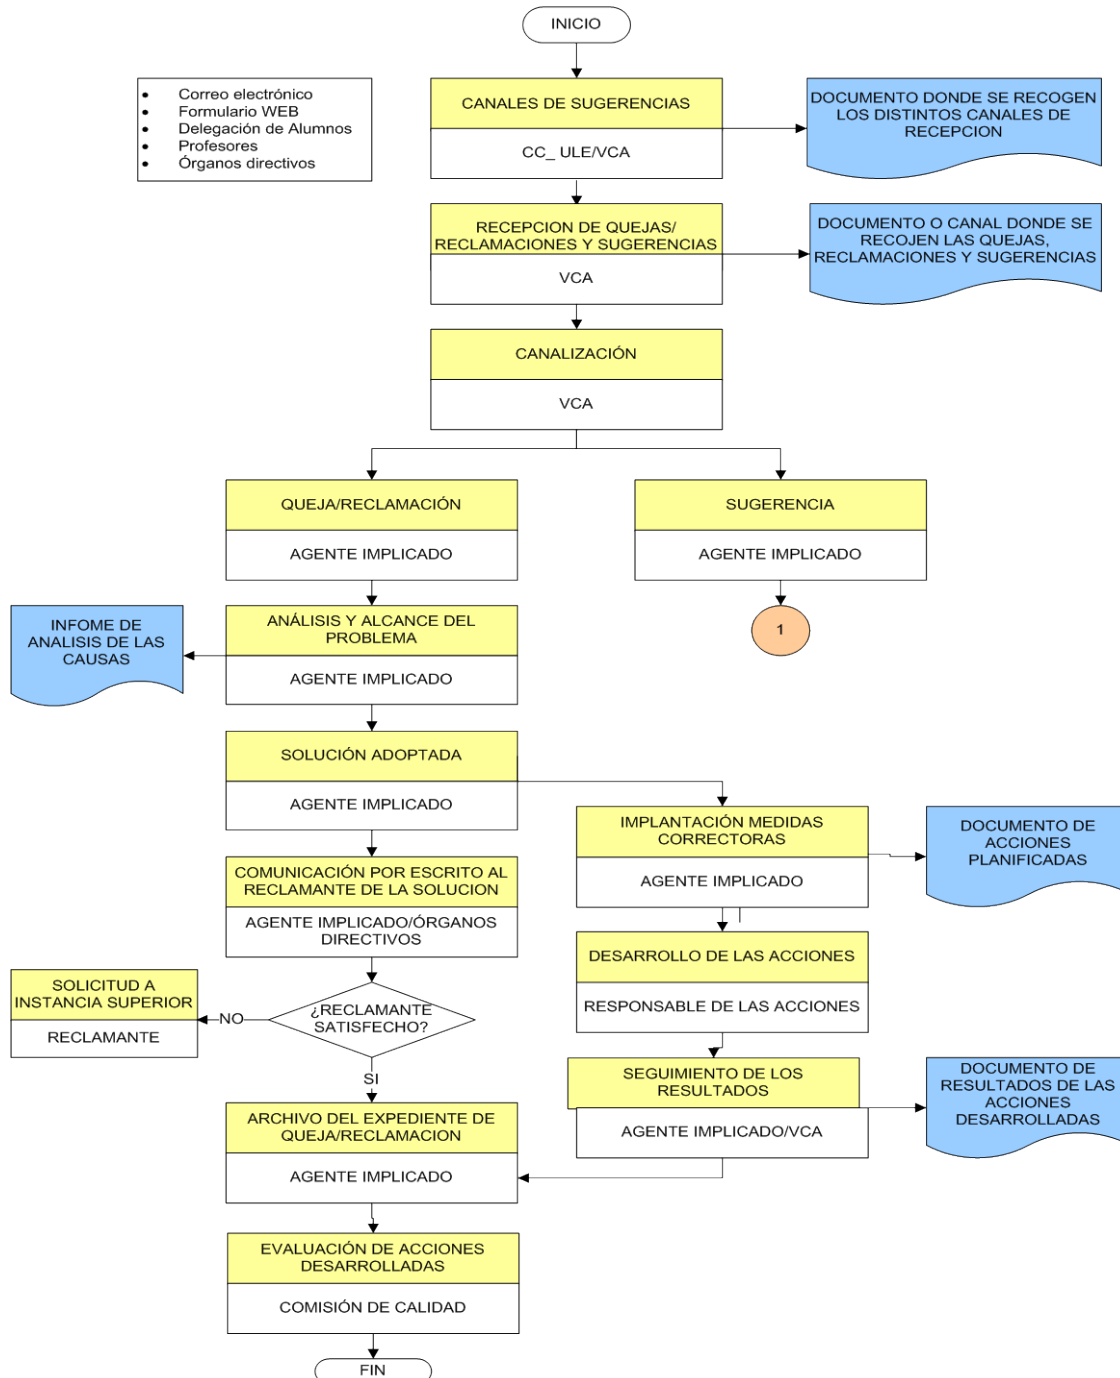 INICIO
• Correo electrónico
• Formulario WEB
• Delegación de Alumnos
• Profesores
• Órganos directivos
CANALES DE SUGERENCIAS
CC_ ULE/VCA
DOCUMENTO DONDE SE RECOGEN
LOS DISTINTOS CANALES DE
RECEPCION
RECEPCION DE QUEJAS/
RECLAMACIONES Y SUGERENCIAS
VCA
DOCUMENTO O CANAL DONDE SE
RECOJEN LAS QUEJAS,
RECLAMACIONES Y SUGERENCIAS
CANALIZACIÓN
VCA
QUEJA/RECLAMACIÓN
AGENTE IMPLICADO
SUGERENCIA
AGENTE IMPLICADO
1
INFOME DE
ANALISIS DE LAS
CAUSAS
ANÁLISIS Y ALCANCE DEL
PROBLEMA
AGENTE IMPLICADO
SOLUCIÓN ADOPTADA
AGENTE IMPLICADO
IMPLANTACIÓN MEDIDAS
CORRECTORAS
AGENTE IMPLICADO
DOCUMENTO DE
ACCIONES
PLANIFICADAS
COMUNICACIÓN POR ESCRITO AL
RECLAMANTE DE LA SOLUCION
AGENTE IMPLICADO/ÓRGANOS
DIRECTIVOS
DESARROLLO DE LAS ACCIONES
RESPONSABLE DE LAS ACCIONES
SOLICITUD A
INSTANCIA SUPERIOR
RECLAMANTE
NO
¿RECLAMANTE
SATISFECHO?
SI
SEGUIMIENTO DE LOS
RESULTADOS
AGENTE IMPLICADO/VCA
DOCUMENTO DE
RESULTADOS DE LAS
ACCIONES
DESARROLLADAS
ARCHIVO DEL EXPEDIENTE DE
QUEJA/RECLAMACION
AGENTE IMPLICADO
EVALUACIÓN DE ACCIONES
DESARROLLADAS
COMISIÓN DE CALIDAD
FIN